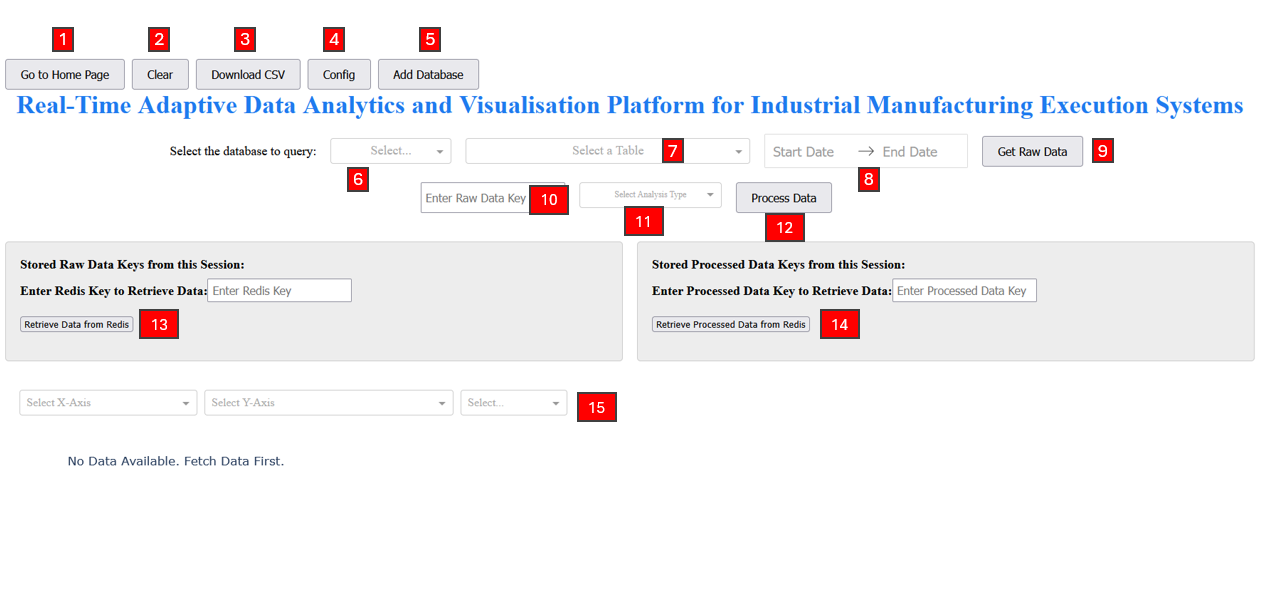 1 2 3 4 5
Go to Home Page Clear Download CSV Config Add Database
Real-Time Adaptive Data Analytics and Visualisation Platform for Industrial Manufacturing Execution Systems
Select the database to query: Select... Select a Table 7 Start Date → End Date Get Raw Data 9
6 8
Enter Raw Data Key 10 Select Analysis Type Process Data
11 12
Stored Raw Data Keys from this Session:
Enter Redis Key to Retrieve Data: Enter Redis Key
Retrieve Data from Redis 13
Stored Processed Data Keys from this Session:
Enter Processed Data Key to Retrieve Data: Enter Processed Data Key
Retrieve Processed Data from Redis 14
Select X-Axis Select Y-Axis Select... 15
No Data Available. Fetch Data First.